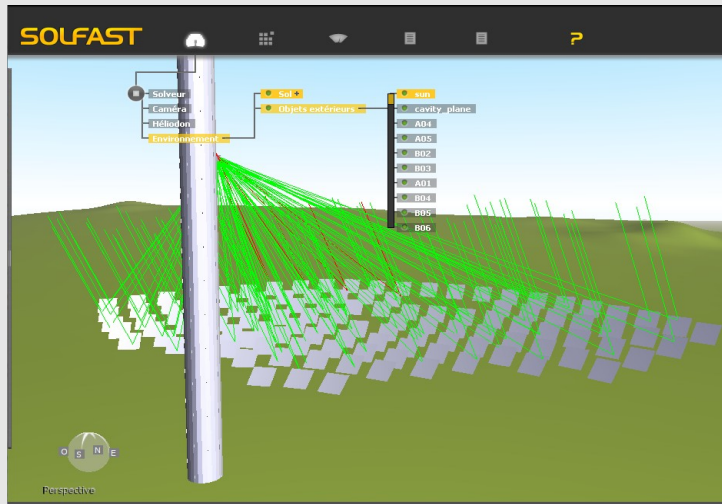 SOLFAST
?
Solveur
Caméra
Héliodon
Environnement
Sol +
Objets extérieurs
sun
cavity_plane
A04
A05
B02
B03
A01
B04
B05
B06
O S N E
Perspective